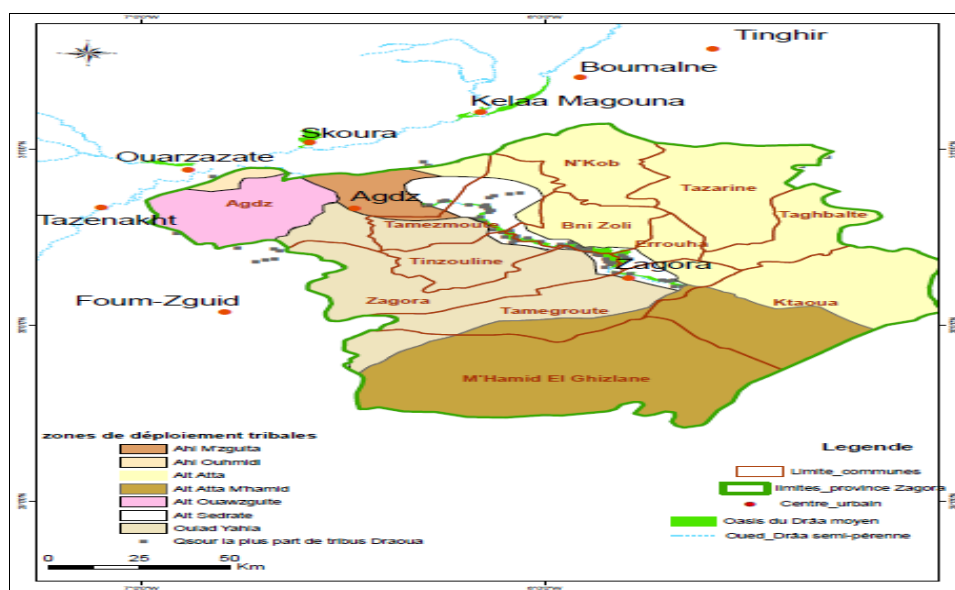 Tinghir
Boumalne
Kelaa Magouna
Skoura
Ouarzazate
N'Kob
Tazarine
Agdz
Agdz
Tazenakht
Taghbalte
Tamezmoute
Bni Zoli
Errouha
Tinzouline
Zagora
Foum-Zguid
Zagora
Tamegroute
Ktaoua
M'Hamid El Ghizlane
zones de déploiement tribales
Ahl M'zguita
Ahl Ouhmidi
Ait Atta
Ait Atta M'hamid
Ait Ouawzguite
Ait Sedrate
Oulad Yahia
Qsour la plus part de tribus Draoua
0 25 50
Km
Legende
Limite_communes
limites_province Zagora
Centre_urbain
Oasis du Drâa moyen
Oued_Drâa semi-pérenne